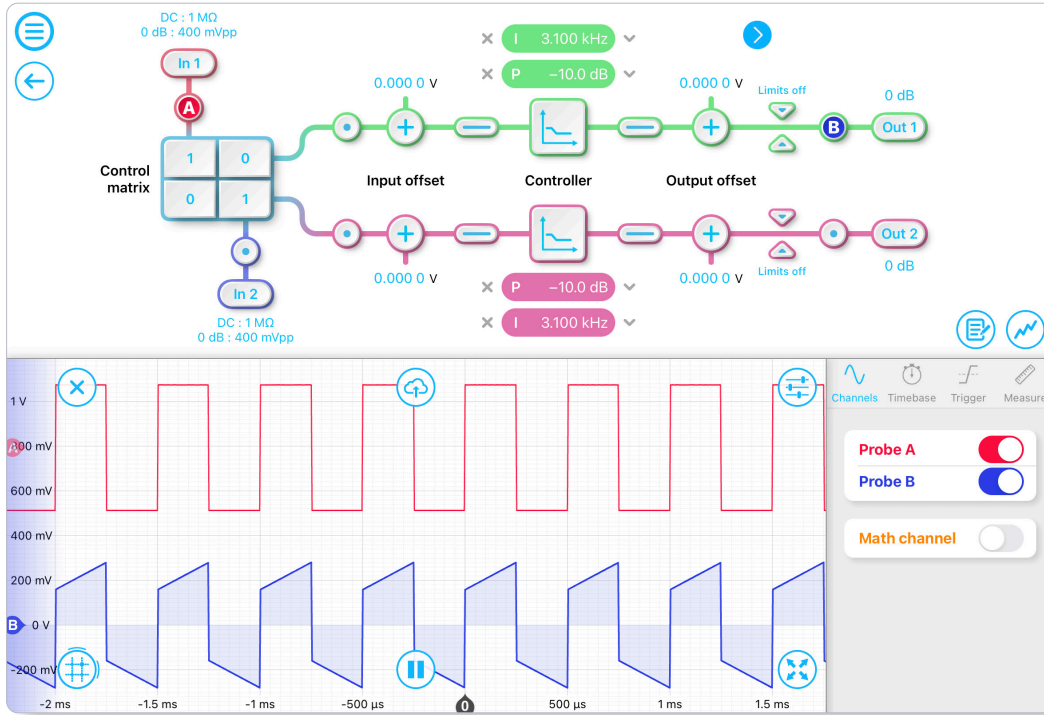 DC : 1 MΩ
0 dB : 400 mVpp
In 1
A
I 3.100 kHz
P −10.0 dB
0.000 0 V
0.000 0 V
Limits off
0 dB
B
Out 1
1 0
0 1
Control
matrix
Input offset
Controller
Output offset
Out 2
0.000 0 V
0.000 0 V
Limits off
0 dB
In 2
DC : 1 MΩ
0 dB : 400 mVpp
P −10.0 dB
I 3.100 kHz
1 V
A
800 mV
600 mV
400 mV
200 mV
B
0 V
-200 mV
-2 ms
-1.5 ms
-1 ms
-500 µs
0
500 µs
1 ms
1.5 ms
Channels
Timebase
Trigger
Measure
Probe A
Probe B
Math channel